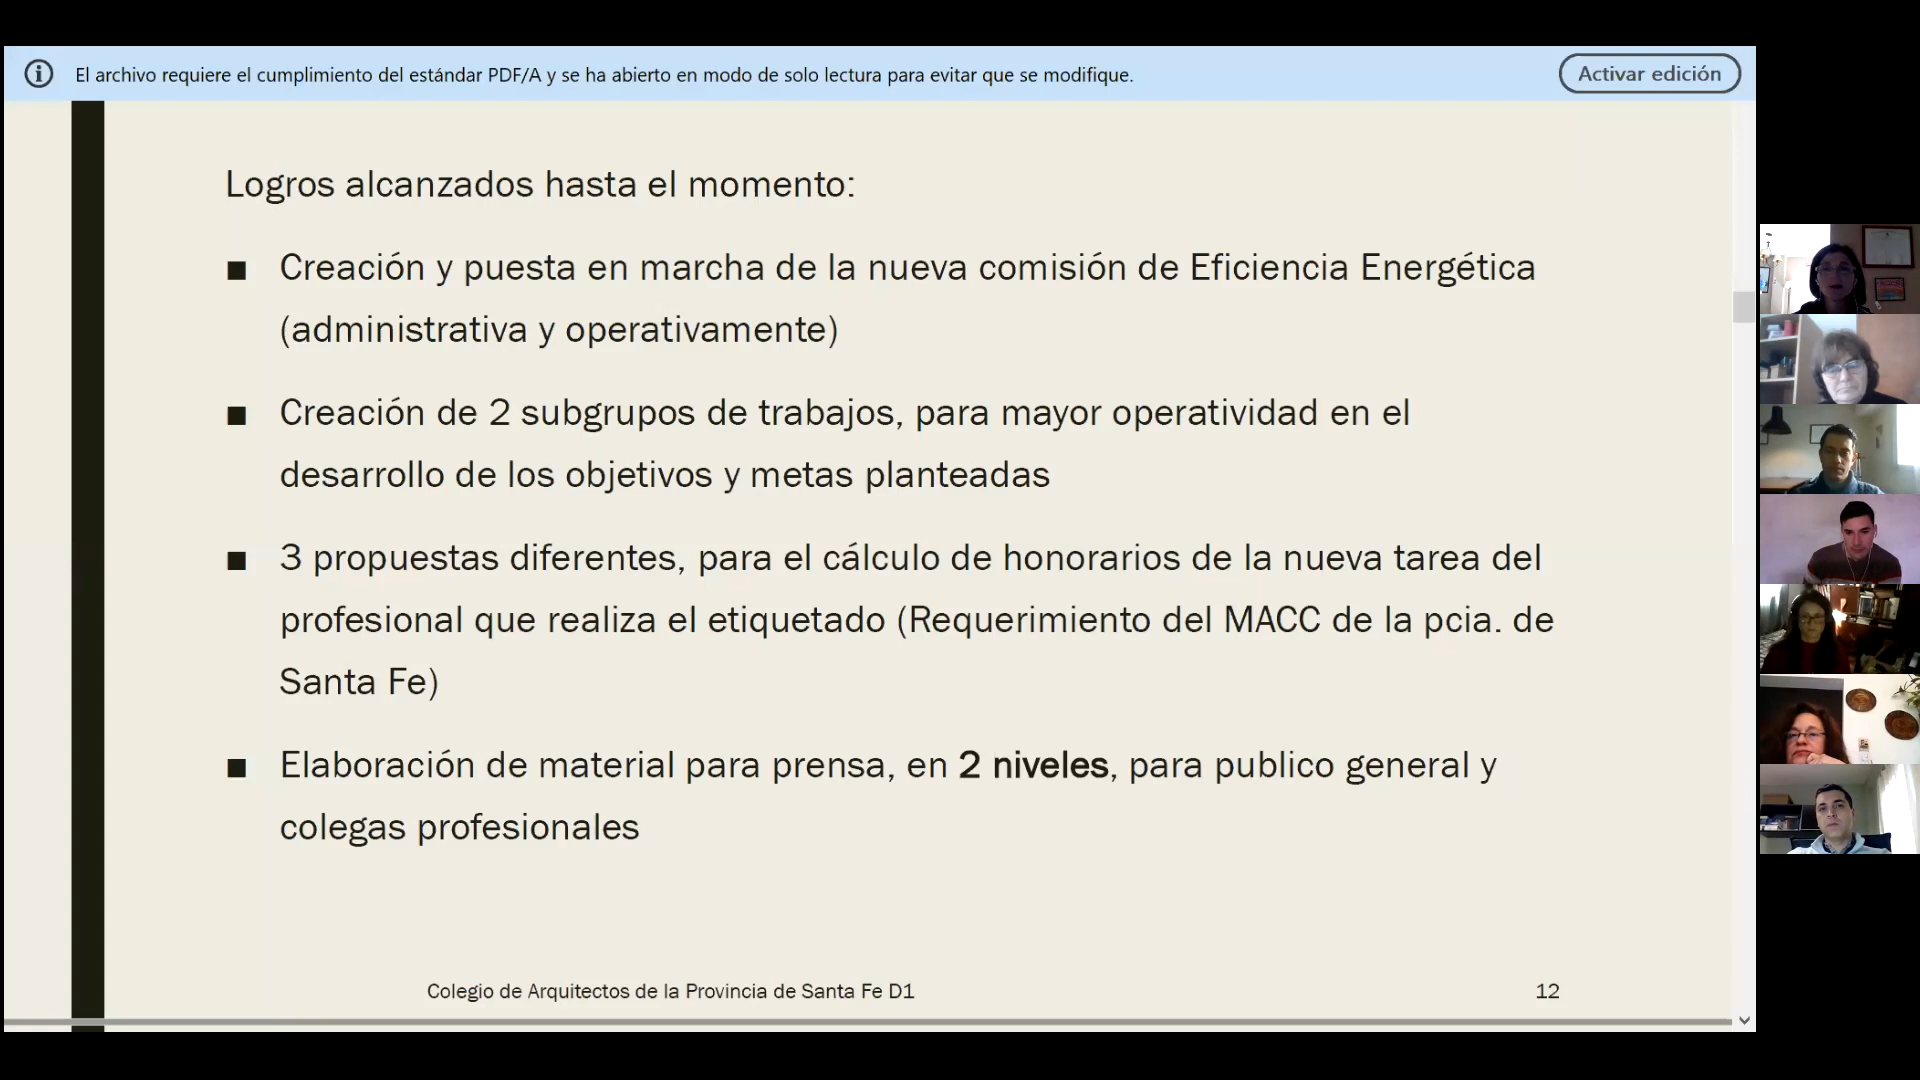 El archivo requiere el cumplimiento del estándar PDF/A y se ha abierto en modo de solo lectura para evitar que se modifique.
Activar edición
Logros alcanzados hasta el momento:
■ Creación y puesta en marcha de la nueva comisión de Eficiencia Energética
(administrativa y operativamente)
■ Creación de 2 subgrupos de trabajos, para mayor operatividad en el
desarrollo de los objetivos y metas planteadas
■ 3 propuestas diferentes, para el cálculo de honorarios de la nueva tarea del
profesional que realiza el etiquetado (Requerimiento del MACC de la pcia. de
Santa Fe)
■ Elaboración de material para prensa, en 2 niveles, para publico general y
colegas profesionales
Colegio de Arquitectos de la Provincia de Santa Fe D1
12